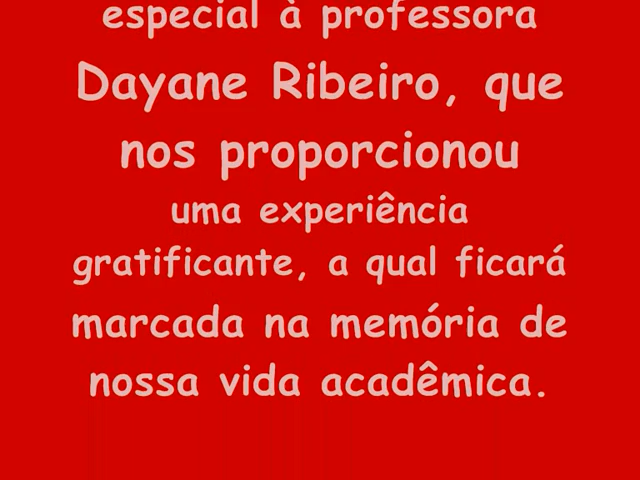 especial à professora
Dayane Ribeiro, que
nos proporcionou
uma experiência
gratificante, a qual ficará
marcada na memória de
nossa vida acadêmica.